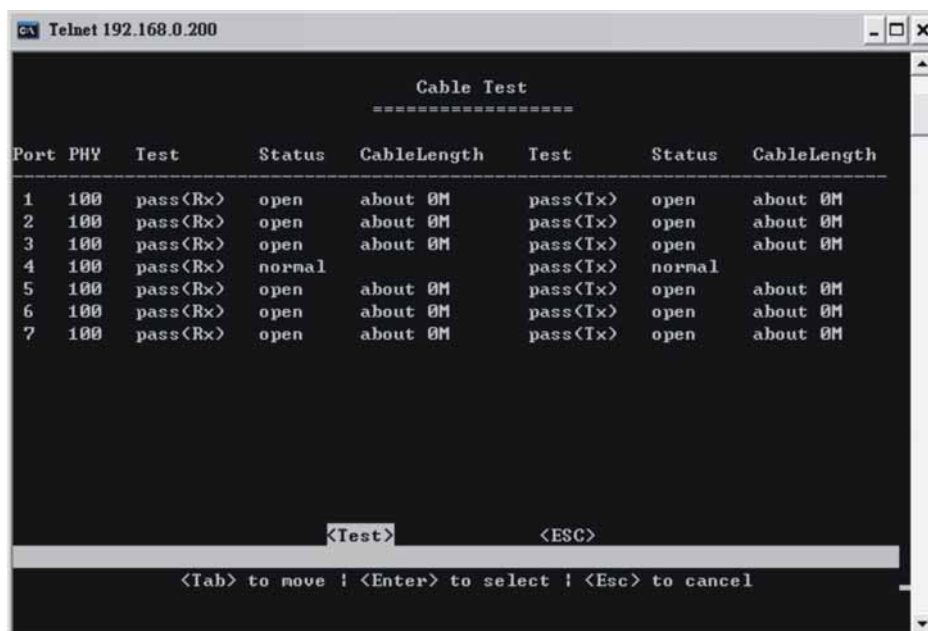 Telnet 192.168.0.200
Cable Test
==================
Port PHY Test Status CableLength Test Status CableLength
1 100 pass(Rx) open about 0M pass(Tx) open about 0M
2 100 pass(Rx) open about 0M pass(Tx) open about 0M
3 100 pass(Rx) open about 0M pass(Tx) open about 0M
4 100 pass(Rx) normal pass(Tx) normal
5 100 pass(Rx) open about 0M pass(Tx) open about 0M
6 100 pass(Rx) open about 0M pass(Tx) open about 0M
7 100 pass(Rx) open about 0M pass(Tx) open about 0M
<Test> <ESC>
<Tab> to move | <Enter> to select | <Esc> to cancel